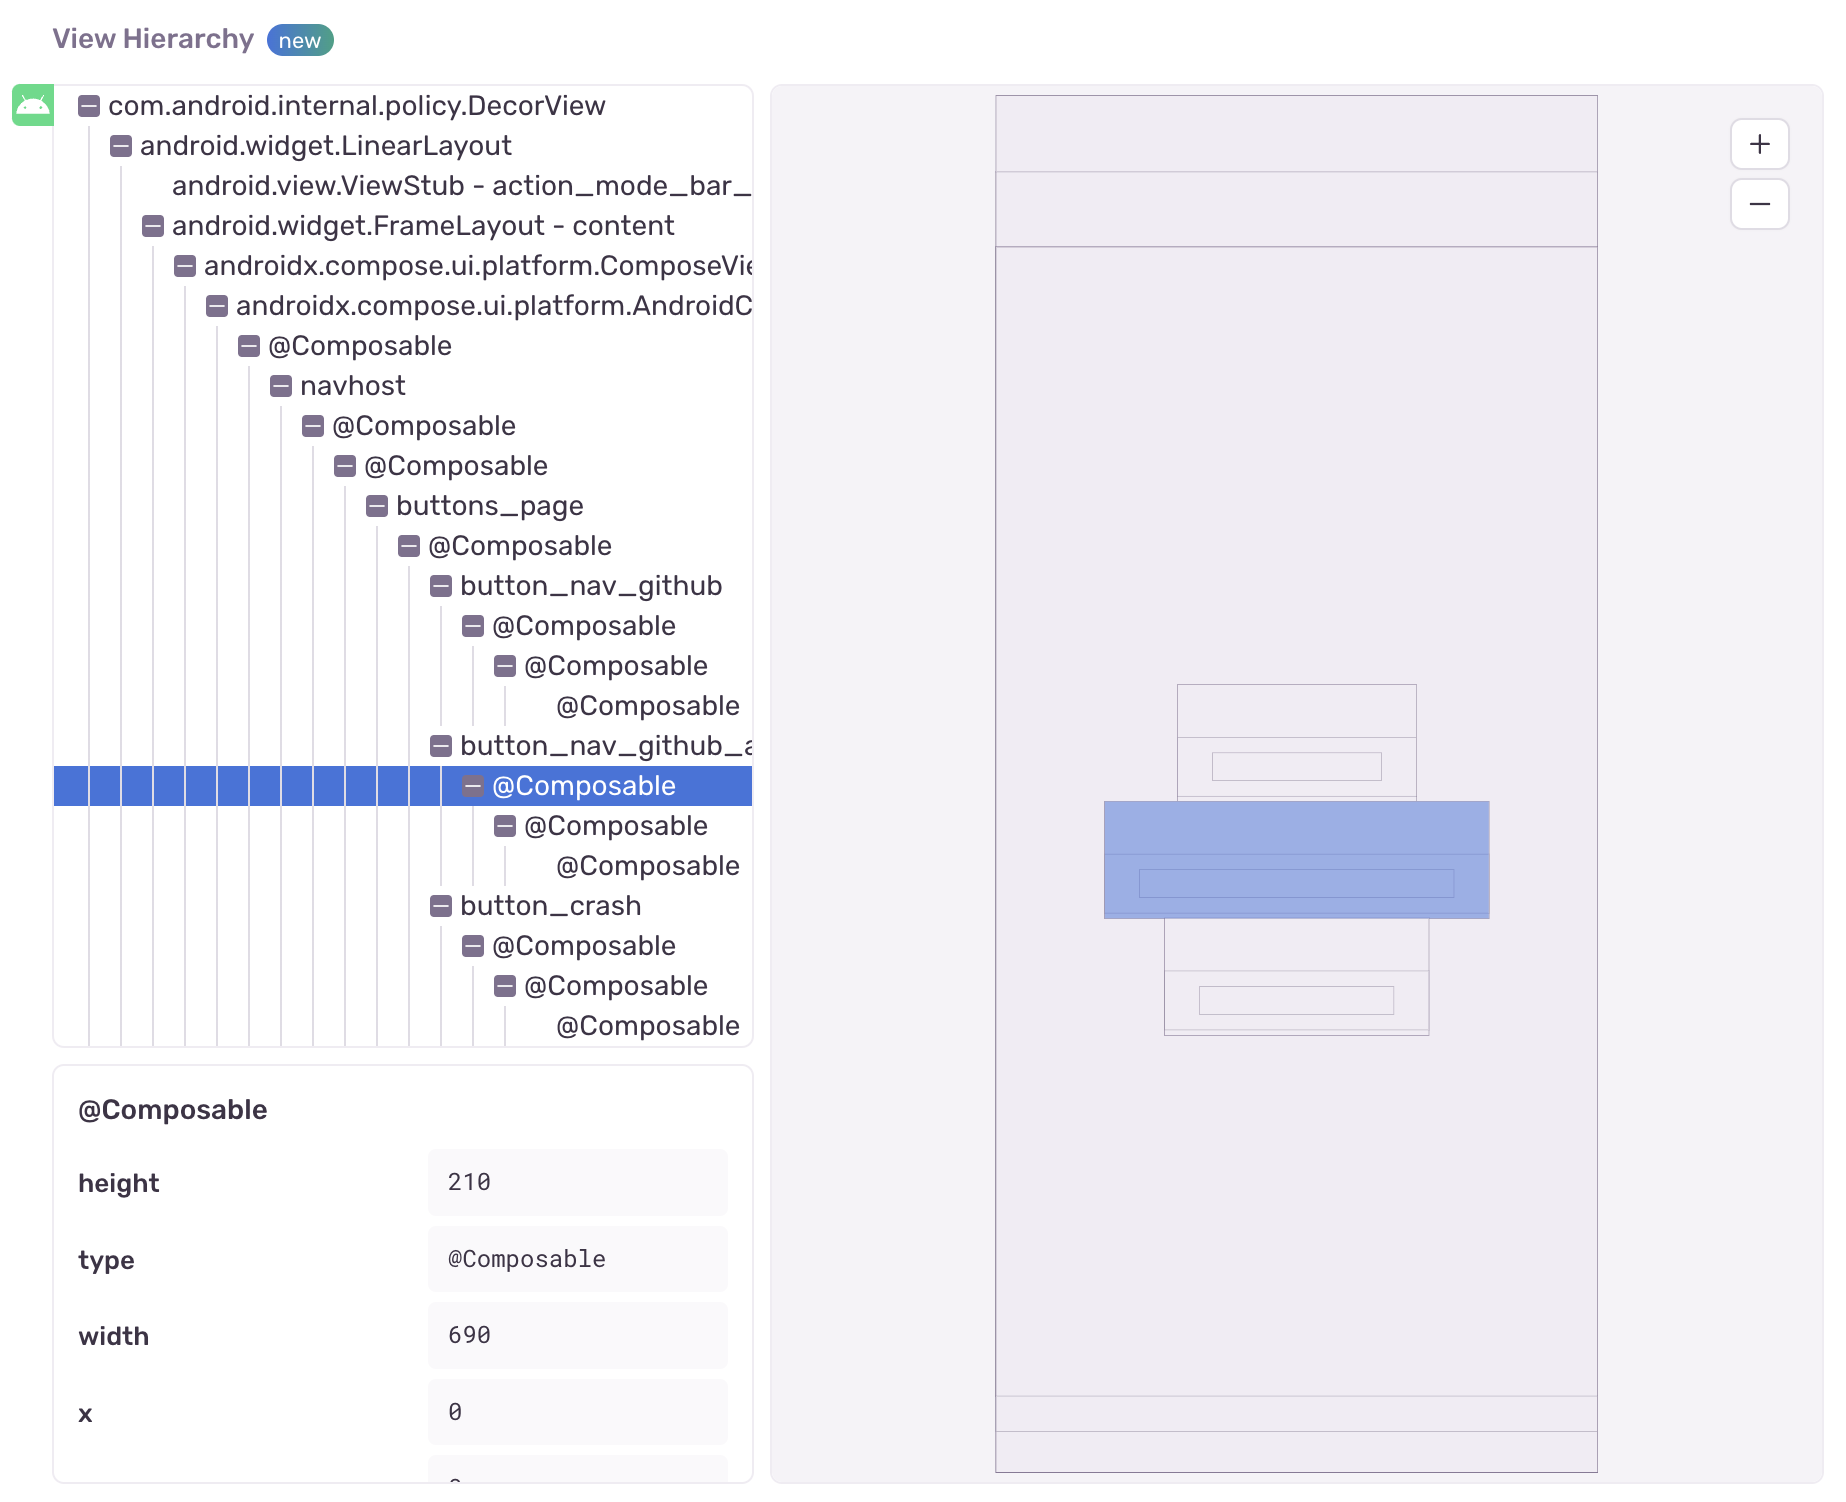 View Hierarchy new
com.android.internal.policy.DecorView
android.widget.LinearLayout
android.view.ViewStub - action_mode_bar_
android.widget.FrameLayout - content
androidx.compose.ui.platform.ComposeVie
androidx.compose.ui.platform.AndroidC
@Composable
navhost
@Composable
@Composable
buttons_page
@Composable
button_nav_github
@Composable
@Composable
@Composable
button_nav_github_a
@Composable
@Composable
@Composable
button_crash
@Composable
@Composable
@Composable
@Composable
height 210
type @Composable
width 690
x 0